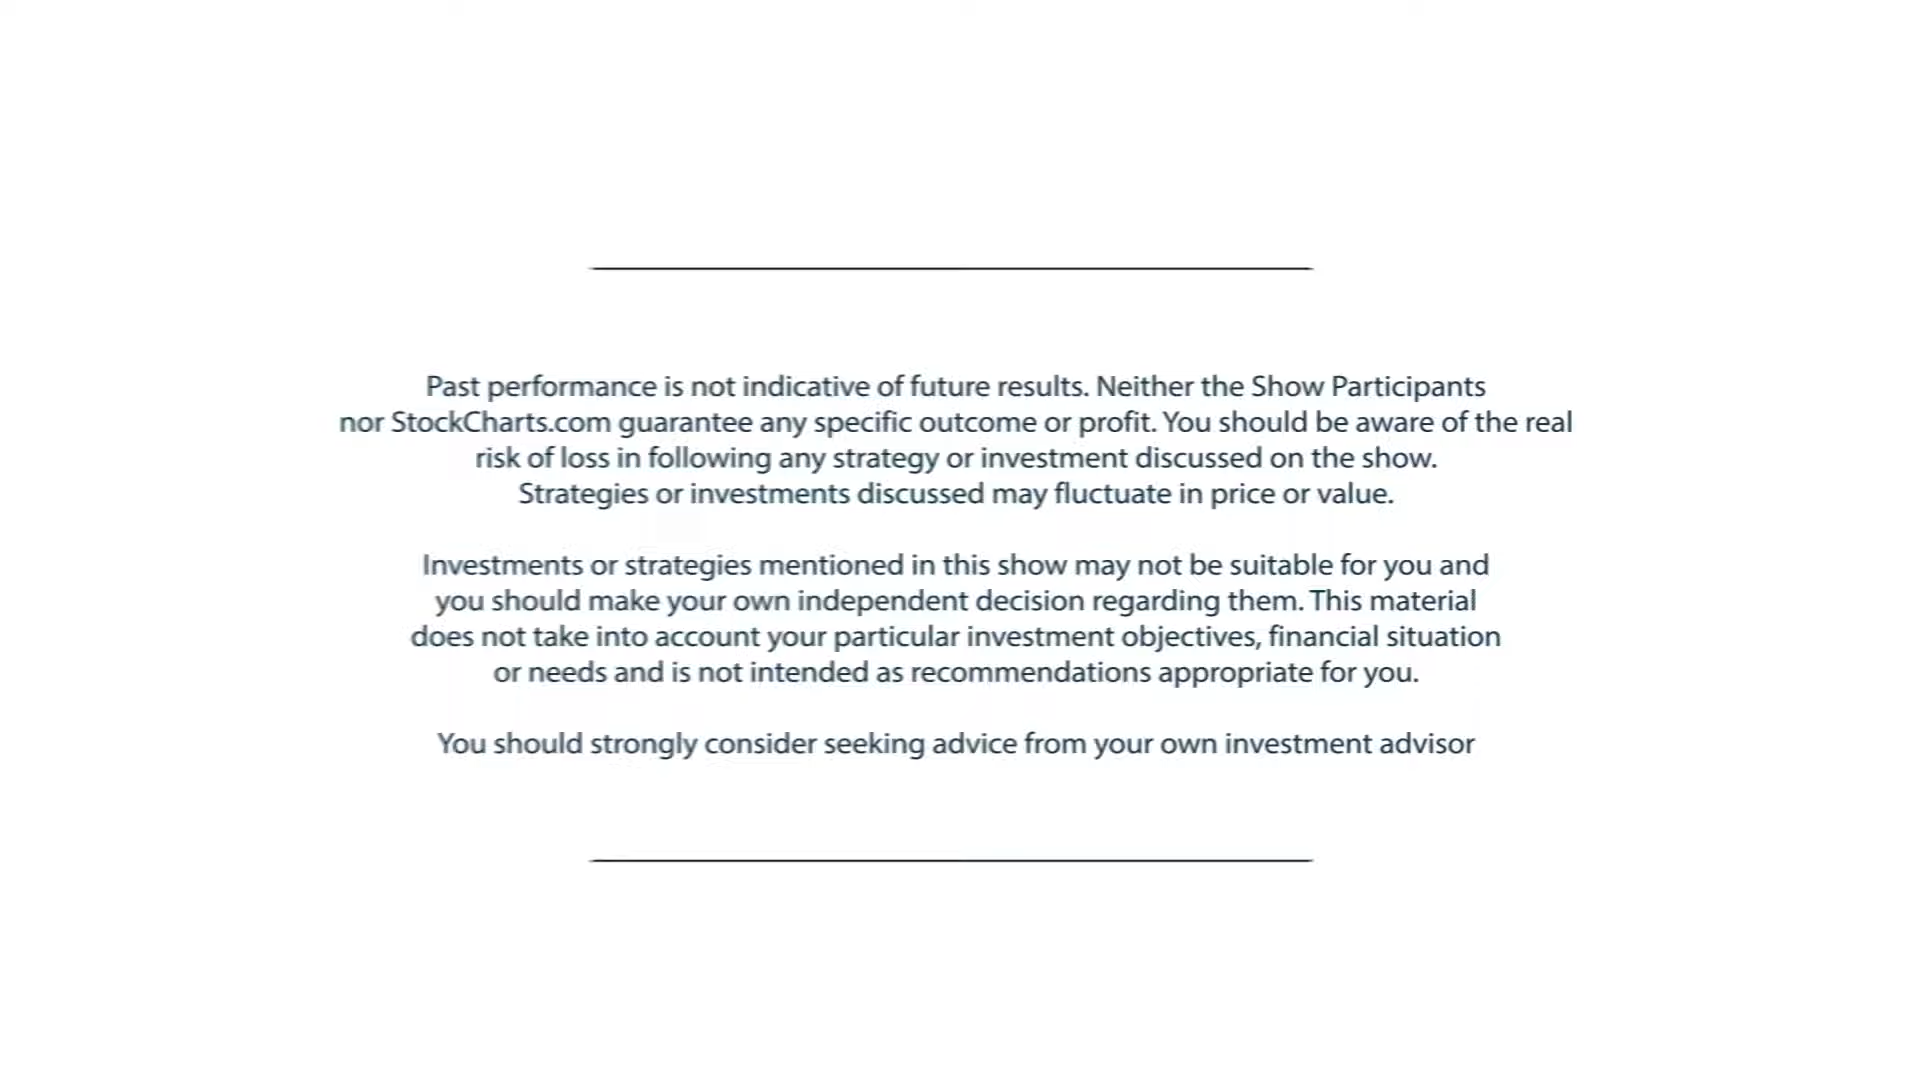 Past performance is not indicative of future results. Neither the Show Participants
nor StockCharts.com guarantee any specific outcome or profit. You should be aware of the real
risk of loss in following any strategy or investment discussed on the show.
Strategies or investments discussed may fluctuate in price or value.
Investments or strategies mentioned in this show may not be suitable for you and
you should make your own independent decision regarding them. This material
does not take into account your particular investment objectives, financial situation
or needs and is not intended as recommendations appropriate for you.
You should strongly consider seeking advice from your own investment advisor